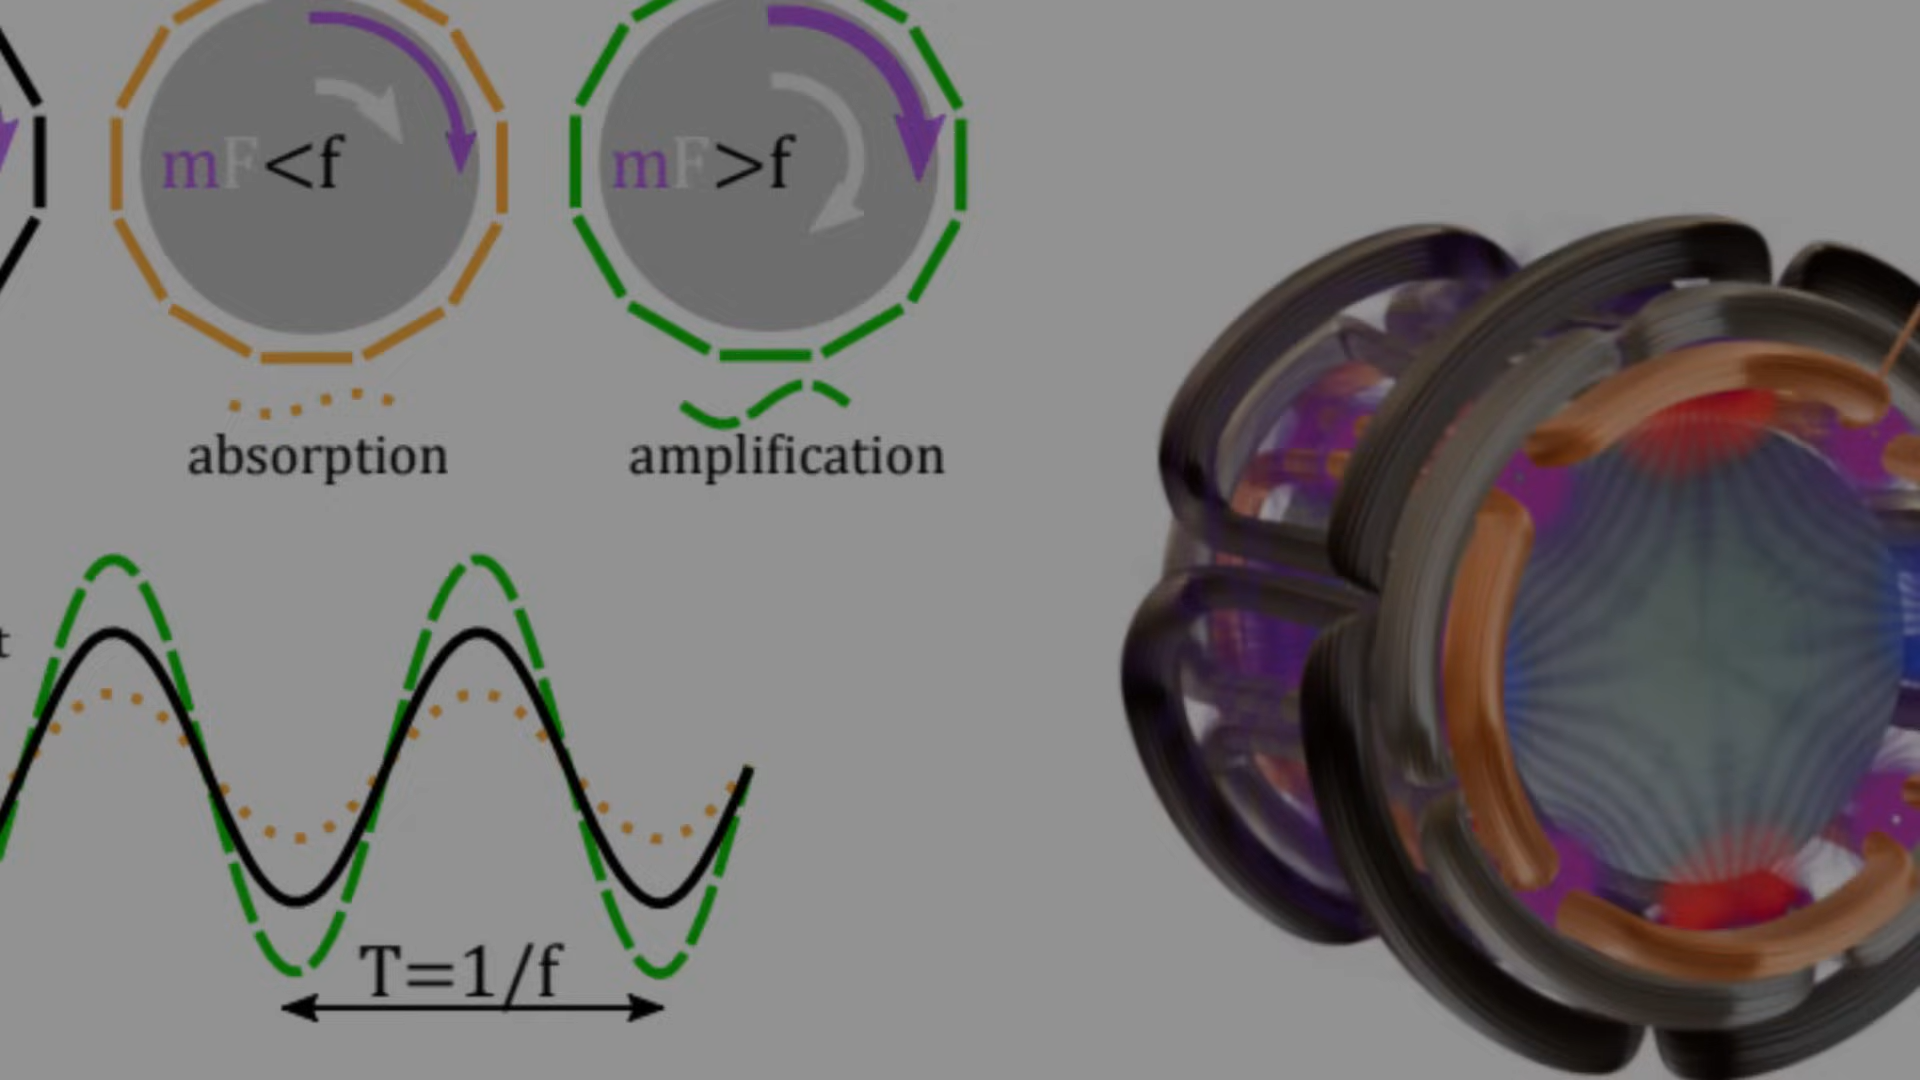 mF<f
mF>f
absorption
amplification
t
T=1/f